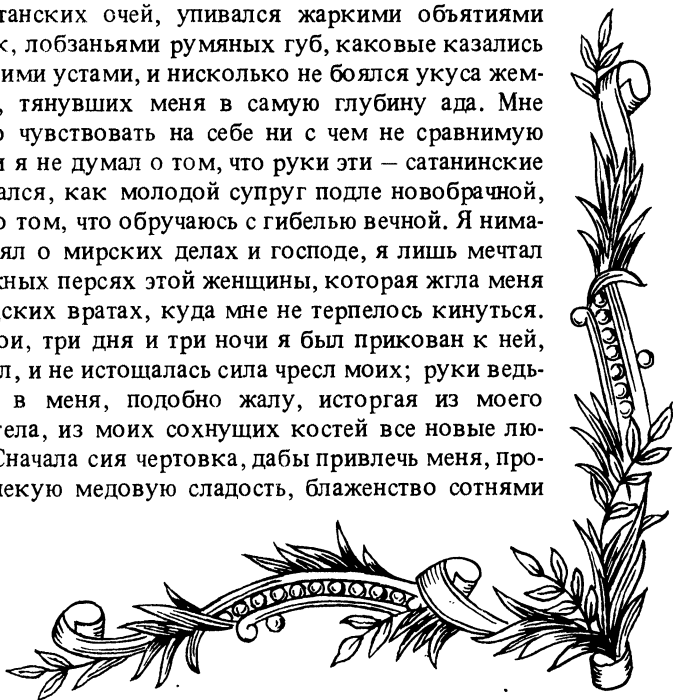 танских очей, упивался жаркими объятиями
к, лобзаньями румяных губ, каковые казались
ими устами, и нисколько не боялся укуса жем-
, тянувших меня в самую глубину ада. Мне
о чувствовать на себе ни с чем не сравнимую
и я не думал о том, что руки эти — сатанинские
ался, как молодой супруг подле новобрачной,
о том, что обручаюсь с гибелью вечной. Я нима-
ял о мирских делах и господе, я лишь мечтал
жных персях этой женщины, которая жгла меня
дских вратах, куда мне не терпелось кинуться.
ои, три дня и три ночи я был прикован к ней,
л, и не истощалась сила чресл моих; руки ведь-
в меня, подобно жалу, исторгая из моего
тела, из моих сохнущих костей все новые лю-
Сначала сия чертовка, дабы привлечь меня, про-
некую медовую сладость, блаженство сотнями